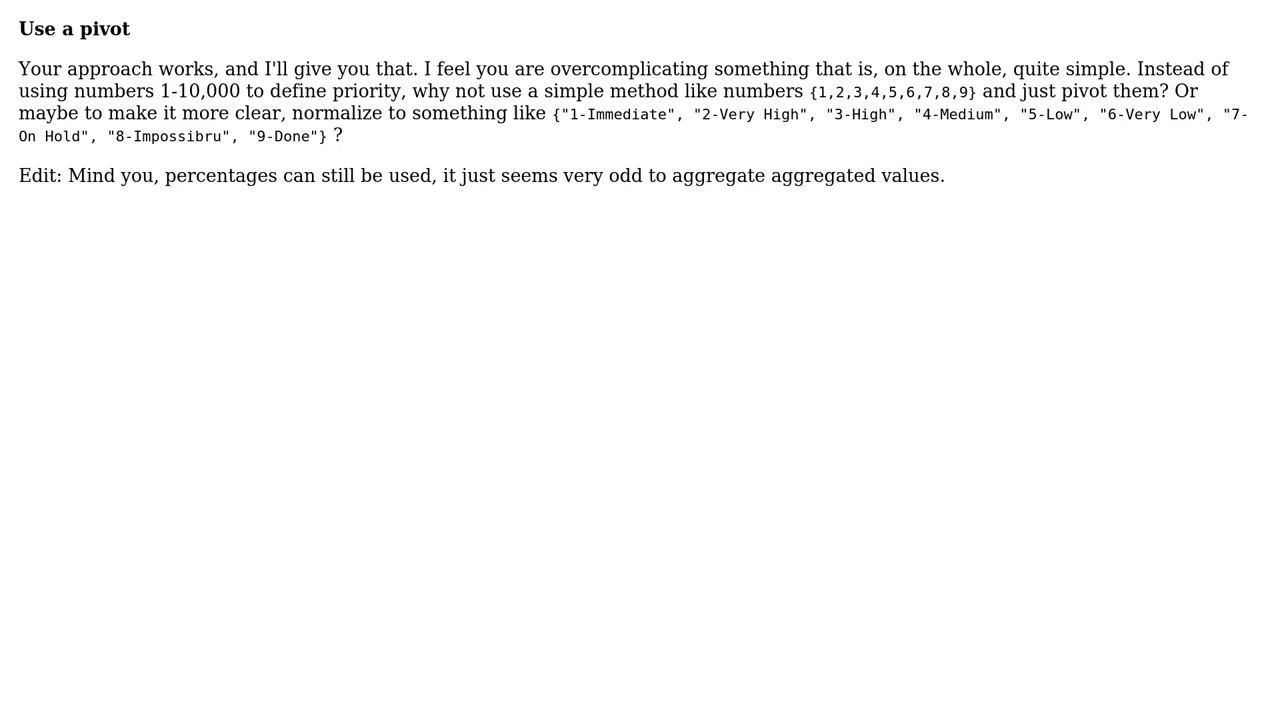 Use a pivot
Your approach works, and I'll give you that. I feel you are overcomplicating something that is, on the whole, quite simple. Instead of
using numbers 1-10,000 to define priority, why not use a simple method like numbers {1,2,3,4,5,6,7,8,9} and just pivot them? Or
maybe to make it more clear, normalize to something like {"1-Immediate", "2-Very High", "3-High", "4-Medium", "5-Low", "6-Very Low", "7-
On Hold", "8-Impossibru", "9-Done"} ?
Edit: Mind you, percentages can still be used, it just seems very odd to aggregate aggregated values.